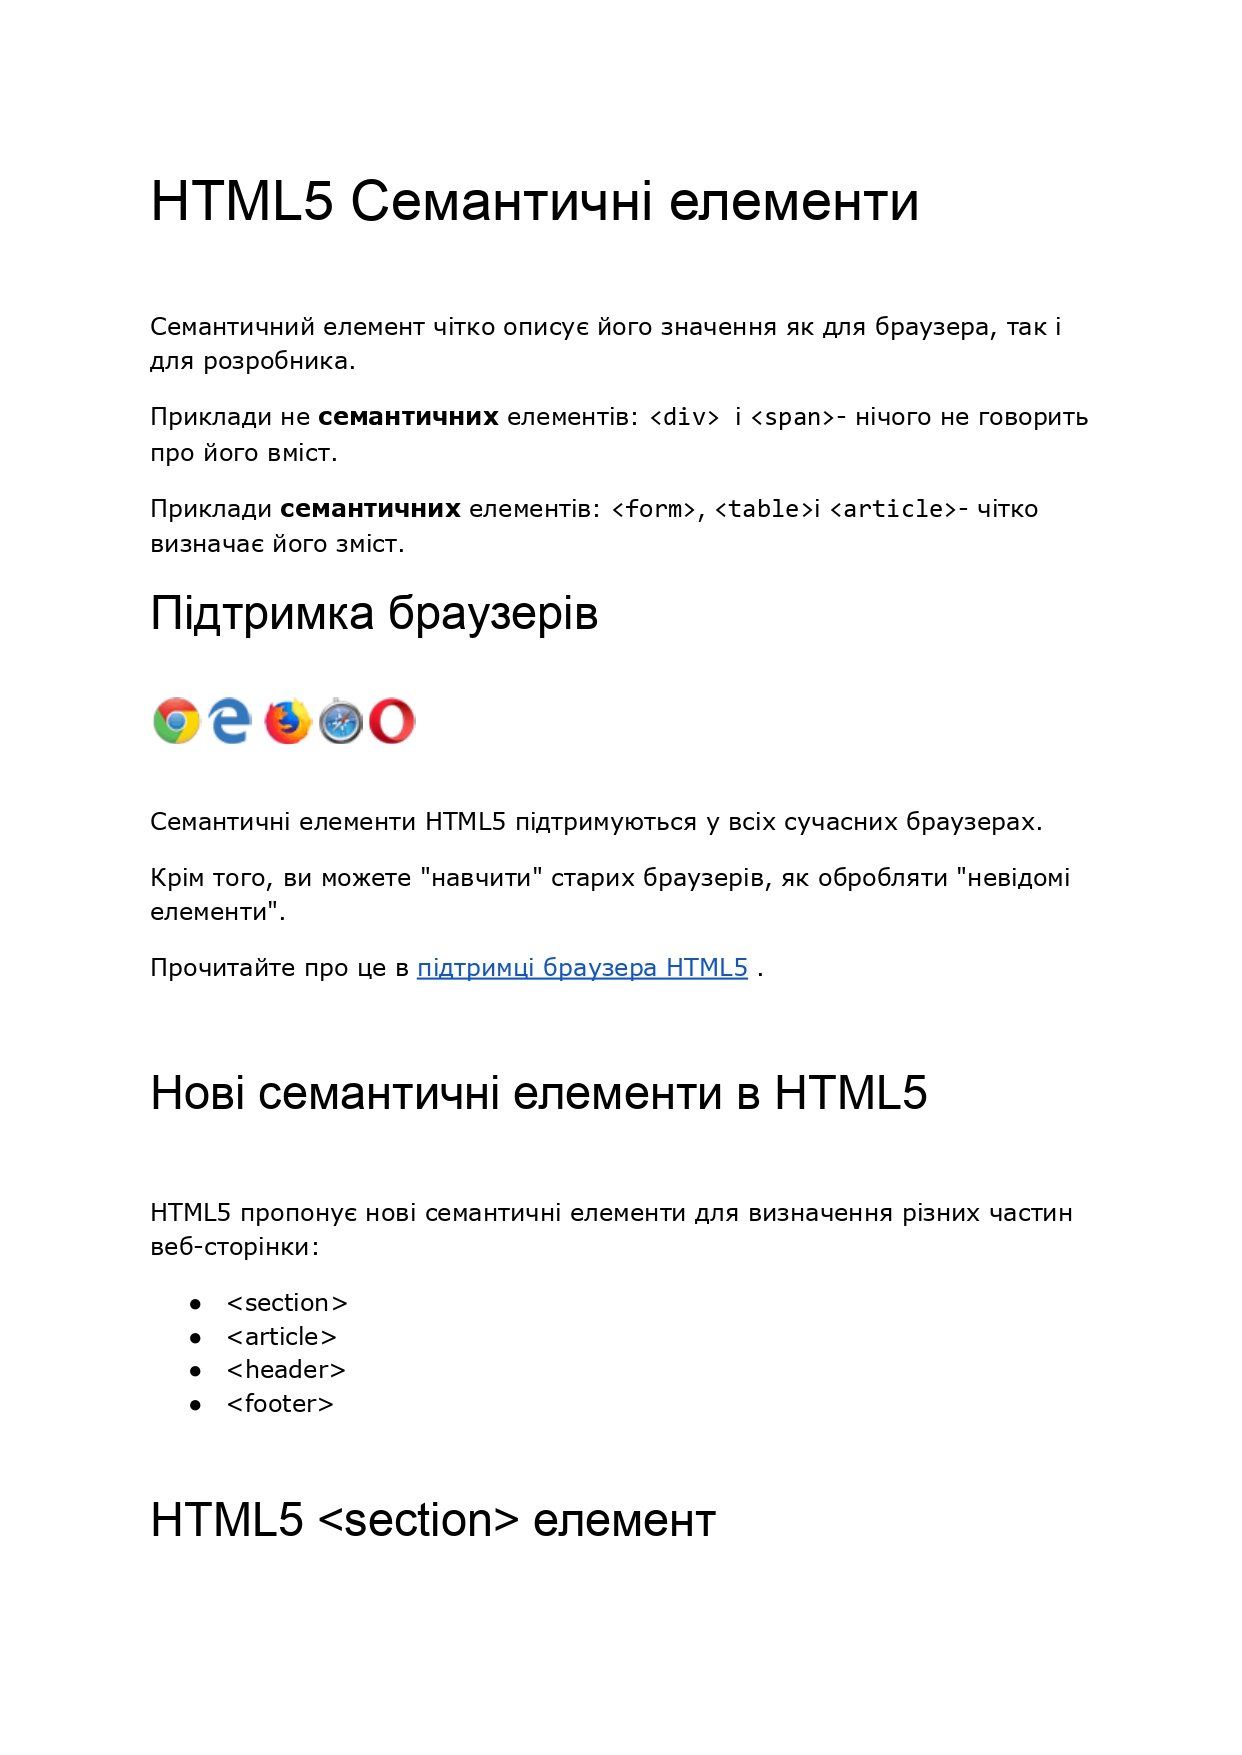 HTML5 Семантичні елементи
Семантичний елемент чітко описує його значення як для браузера, так і
для розробника.
Приклади не семантичних елементів: <div> і <span>- нічого не говорить
про його вміст.
Приклади семантичних елементів: <form>, <table>і <article>- чітко
визначає його зміст.
Підтримка браузерів
Семантичні елементи HTML5 підтримуються у всіх сучасних браузерах.
Крім того, ви можете "навчити" старих браузерів, як обробляти "невідомі
елементи".
Прочитайте про це в підтримці браузера HTML5 .
Нові семантичні елементи в HTML5
HTML5 пропонує нові семантичні елементи для визначення різних частин
веб-сторінки:
● <section>
● <article>
● <header>
● <footer>
HTML5 <section> елемент